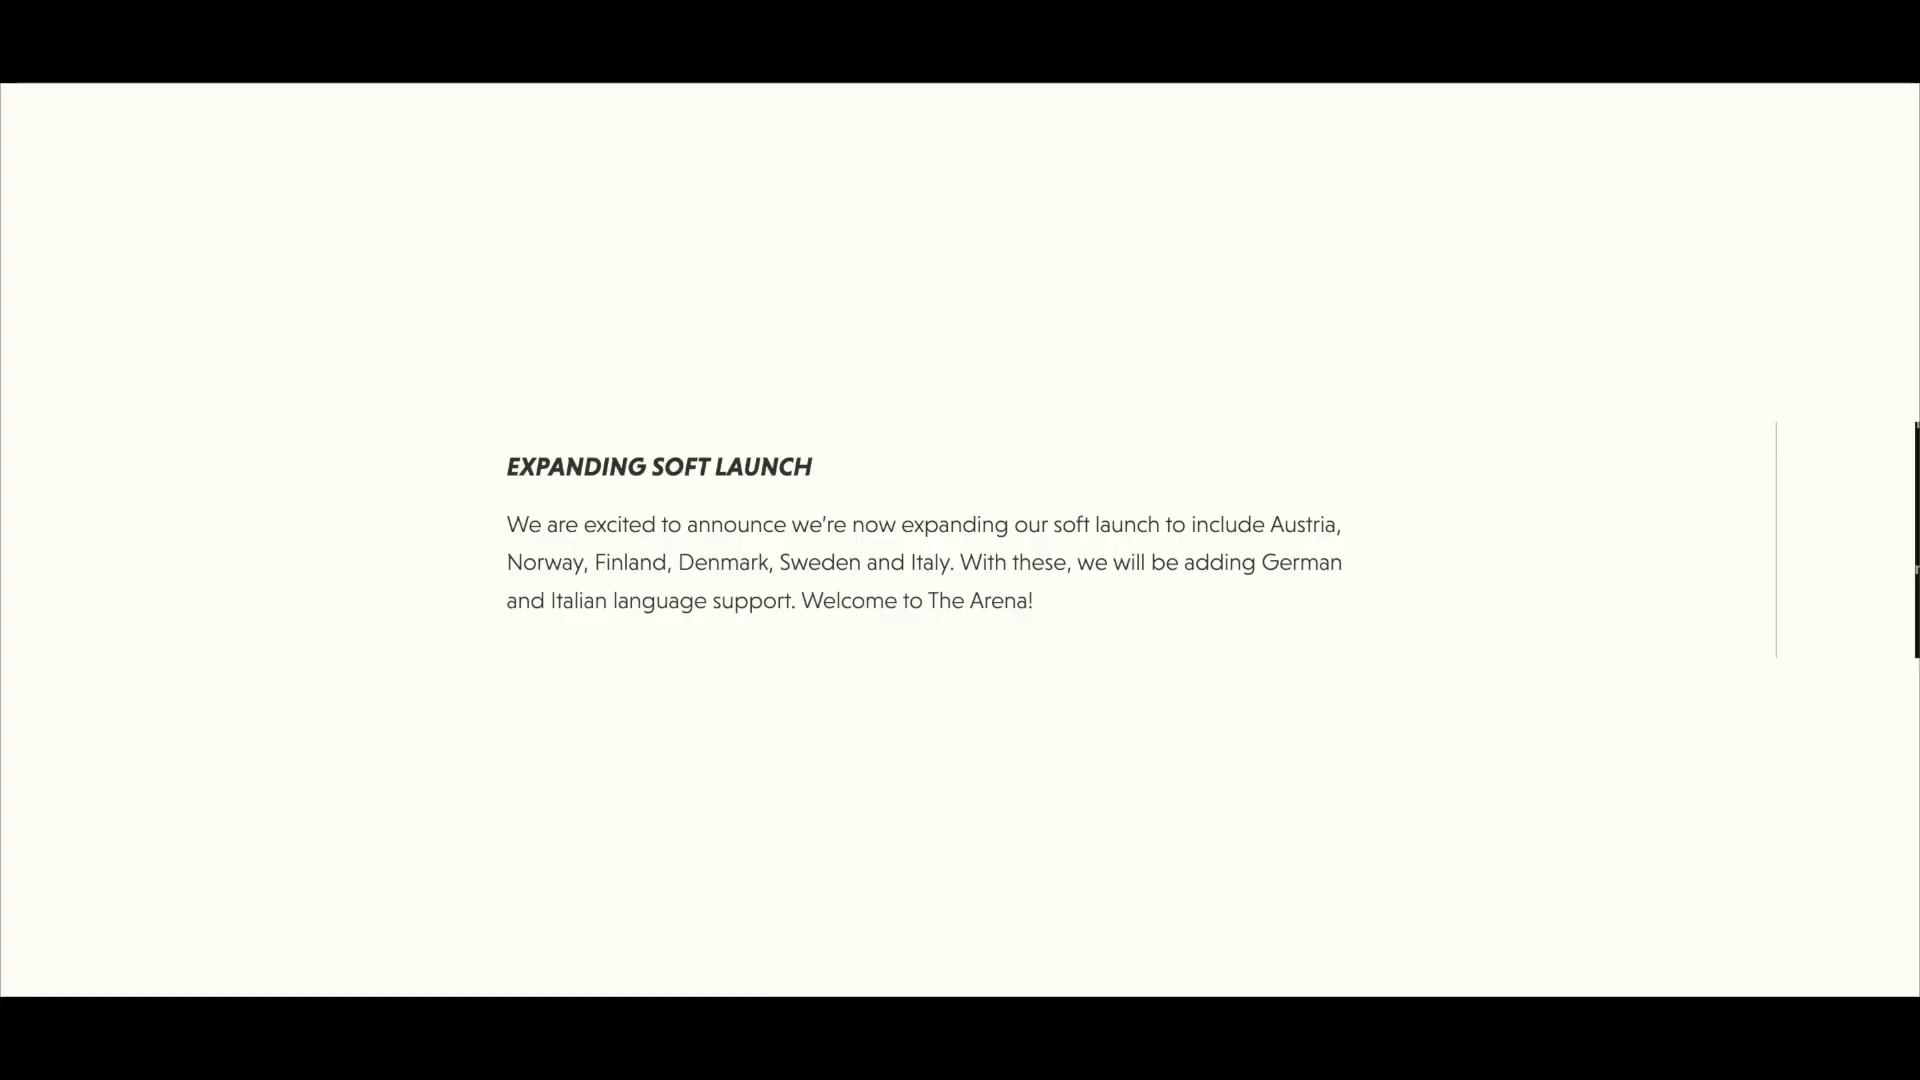 EXPANDING SOFT LAUNCH
We are excited to announce we’re now expanding our soft launch to include Austria,
Norway, Finland, Denmark, Sweden and Italy. With these, we will be adding German
and Italian language support. Welcome to The Arena!